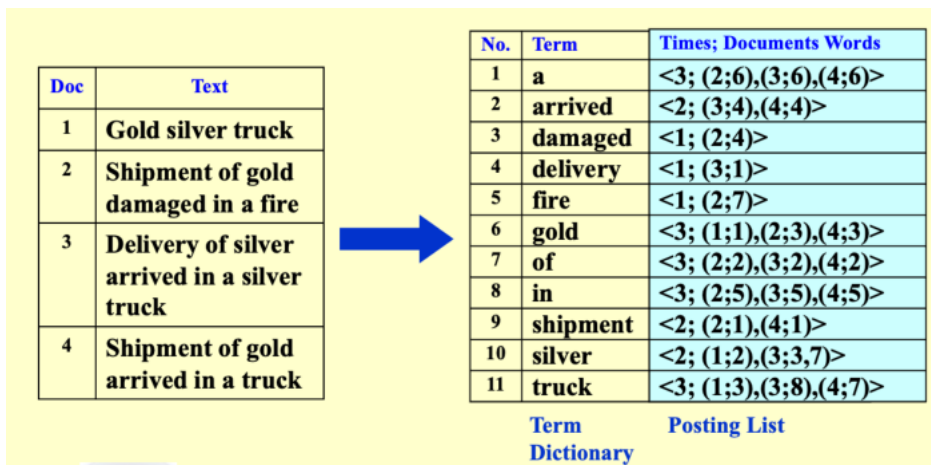 Doc Text
1 Gold silver truck
2 Shipment of gold
damaged in a fire
3 Delivery of silver
arrived in a silver
truck
4 Shipment of gold
arrived in a truck
No. Term Times; Documents Words
1 a <3; (2;6),(3;6),(4;6)>
2 arrived <2; (3;4),(4;4)>
3 damaged <1; (2;4)>
4 delivery <1; (3;1)>
5 fire <1; (2;7)>
6 gold <3; (1;1),(2;3),(4;3)>
7 of <3; (2;2),(3;2),(4;2)>
8 in <3; (2;5),(3;5),(4;5)>
9 shipment <2; (2;1),(4;1)>
10 silver <2; (1;2),(3;3,7)>
11 truck <3; (1;3),(3;8),(4;7)>
Term Posting List
Dictionary